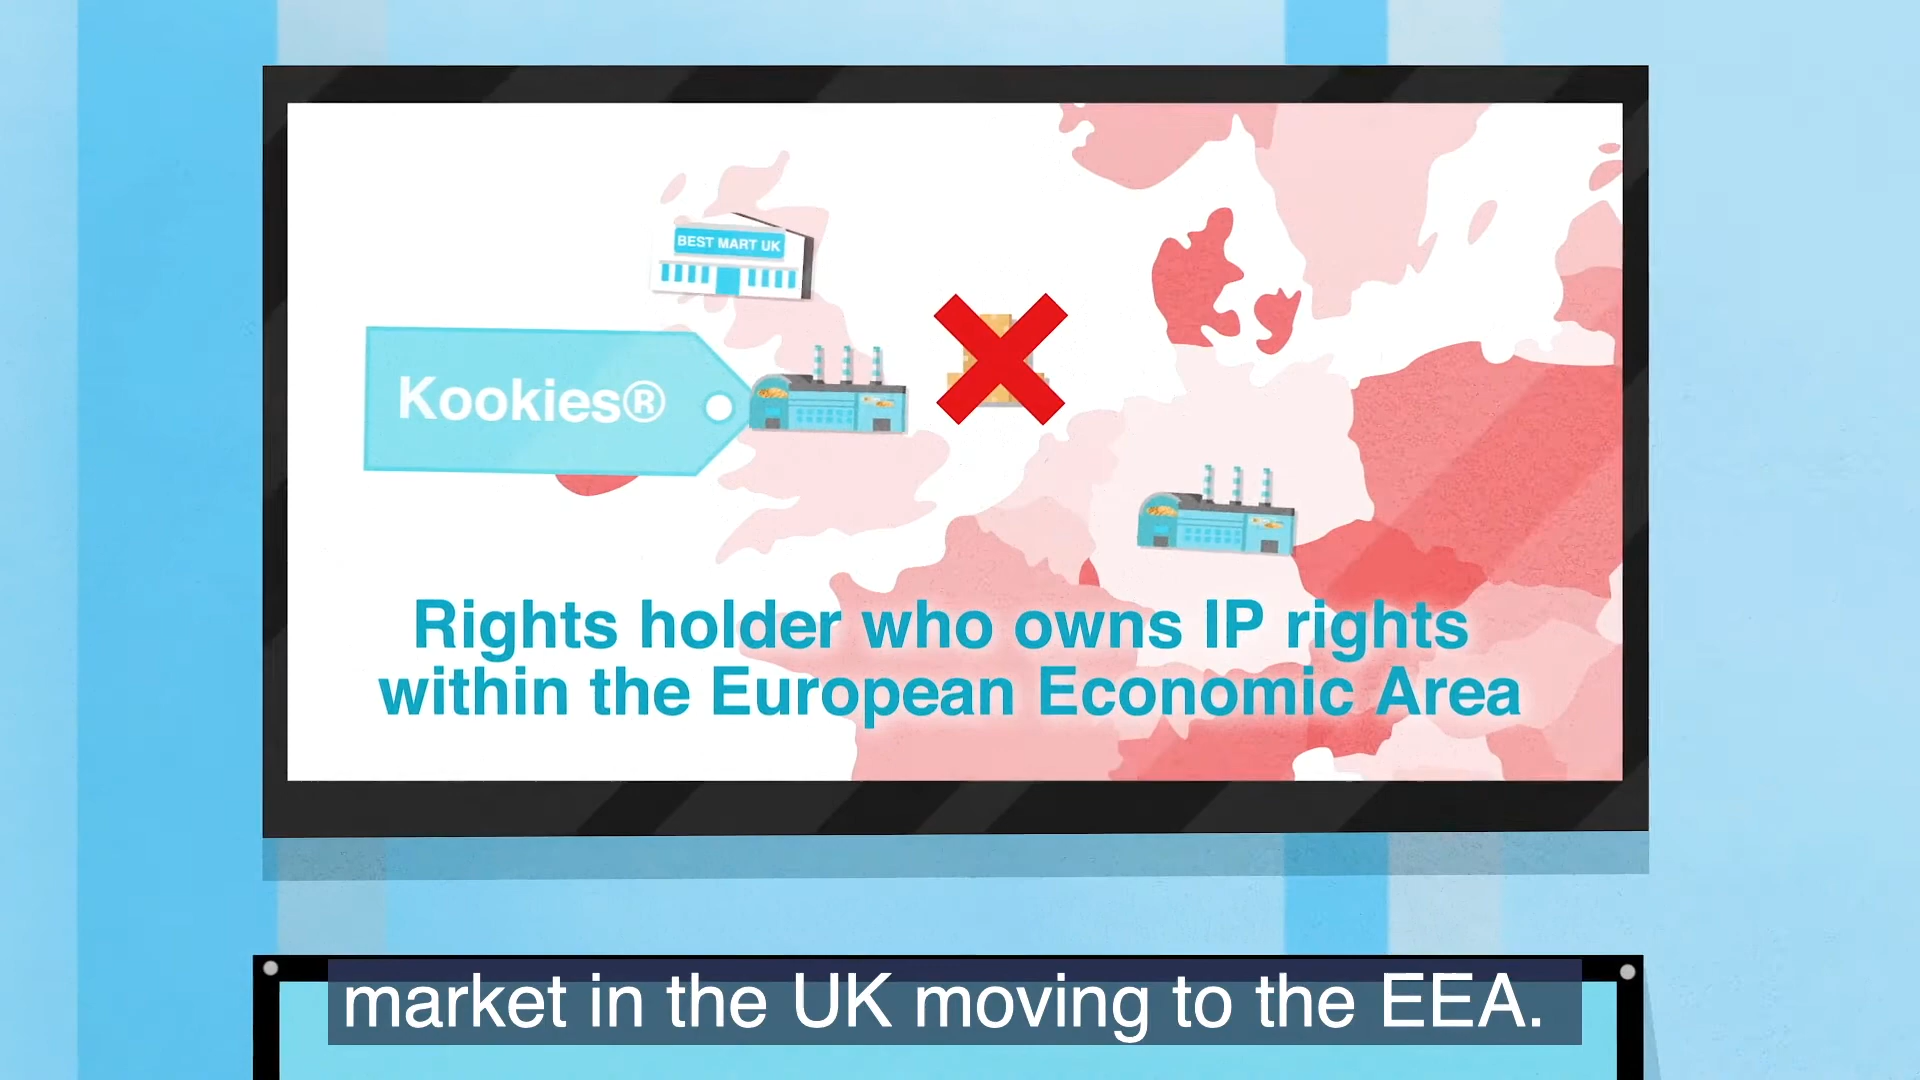 BEST MART UK
Kookies®
Rights holder who owns IP rights
within the European Economic Area
market in the UK moving to the EEA.